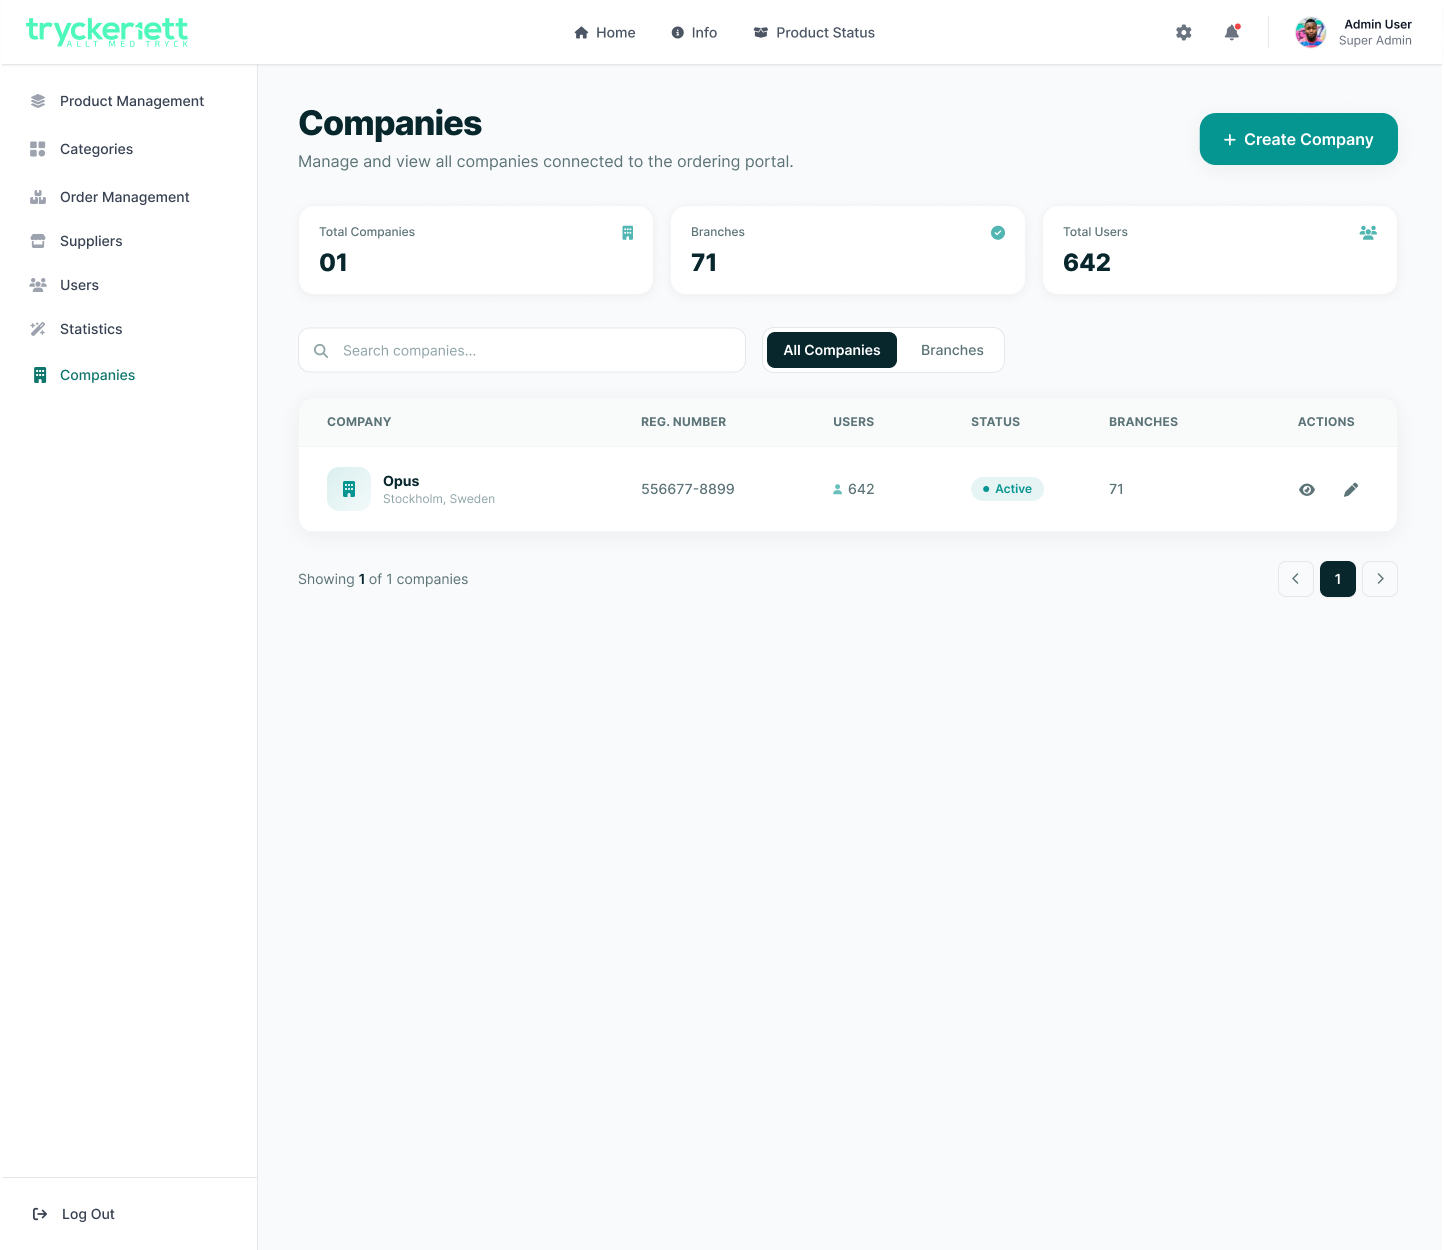 tryckeriett
ALLT MED TRYCK
Home
Info
Product Status
Admin User
Super Admin
Product Management
Categories
Order Management
Suppliers
Users
Statistics
Companies
Log Out
Companies
Manage and view all companies connected to the ordering portal.
+ Create Company
Total Companies
01
Branches
71
Total Users
642
Search companies...
All Companies
Branches
COMPANY REG. NUMBER USERS STATUS BRANCHES ACTIONS
Opus
Stockholm, Sweden
556677-8899
642
Active
71
Showing 1 of 1 companies
1